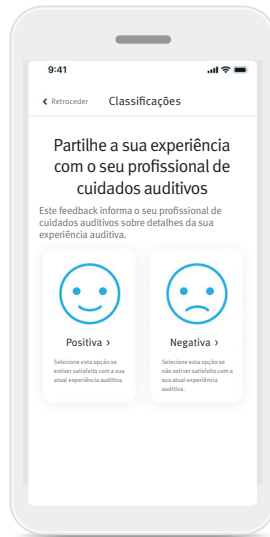 9:41
Retroceder Classificações
Partilhe a sua experiência
com o seu profissional de
cuidados auditivos
Este feedback informa o seu profissional de
cuidados auditivos sobre detalhes da sua
experiência auditiva.
Positiva ›
Selecione esta opção se
estiver satisfeito com a sua
atual experiência auditiva.
Negativa ›
Selecione esta opção se
não estiver satisfeito com a
sua atual experiência
auditiva.